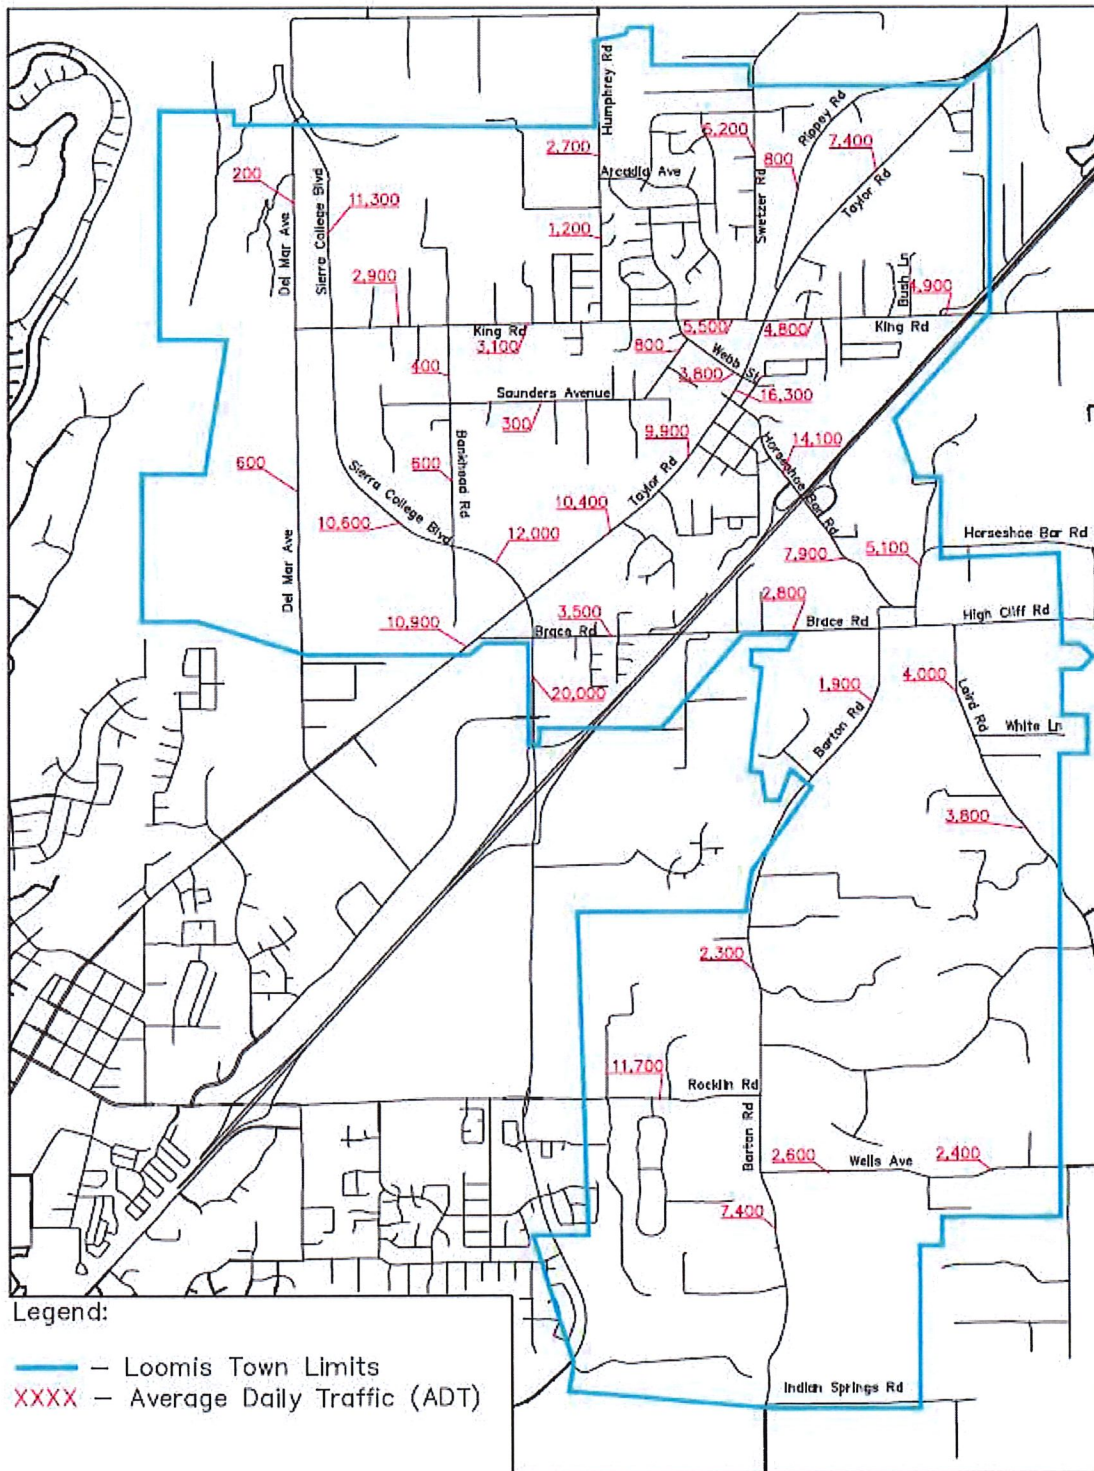 Humphrey Rd
2,700
Arcadia Ave
6,200
Rippey Rd
800
7,400
Swetzer Rd
Taylor Rd
200
11,300
Del Mar Ave
Sierra College Blvd
1,200
2,900
Bush Ln
4,900
King Rd
3,100
5,500
4,800
King Rd
400
800
Webb St
3,800
16,300
Saunders Avenue
300
9,900
14,100
Horseshoe Bar Rd
600
600
Bankhead Rd
Sierra College Blvd
Taylor Rd
10,400
10,600
12,000
7,900
5,100
Horseshoe Bar Rd
Del Mar Ave
10,900
3,500
Brace Rd
2,800
Brace Rd
High Cliff Rd
20,000
1,900
4,000
Laird Rd
White Ln
Barton Rd
3,800
2,300
11,700
Rocklin Rd
Barton Rd
2,600
Wells Ave
2,400
7,400
Indian Springs Rd
Legend:
– Loomis Town Limits
XXXX – Average Daily Traffic (ADT)